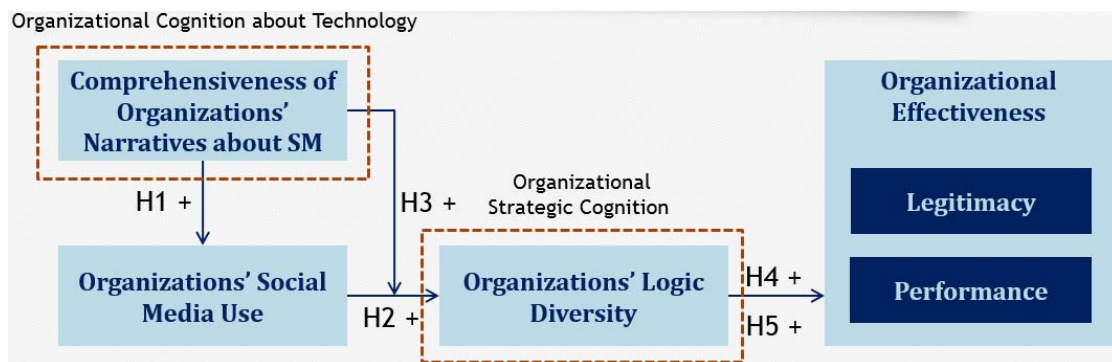 Organizational Cognition about Technology
Comprehensiveness of
Organizations’
Narratives about SM
Organizational
Effectiveness
H1 +
H3 +
Organizational
Strategic Cognition
Legitimacy
Organizations’ Social
Media Use
H2 +
Organizations’ Logic
Diversity
H4 +
H5 +
Performance